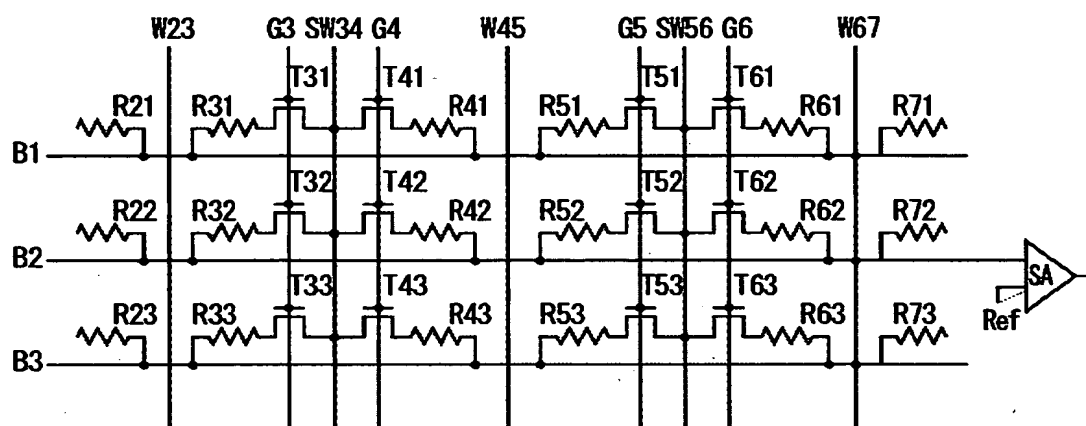 W23 G3 SW34 G4 W45 G5 SW56 G6 W67
T31 T41 T51 T61
R21 R31 R41 R51 R61 R71
B1
T32 T42 T52 T62
R22 R32 R42 R52 R62 R72
B2
SA
T33 T43 T53 T63
R23 R33 R43 R53 R63 R73
Ref
B3